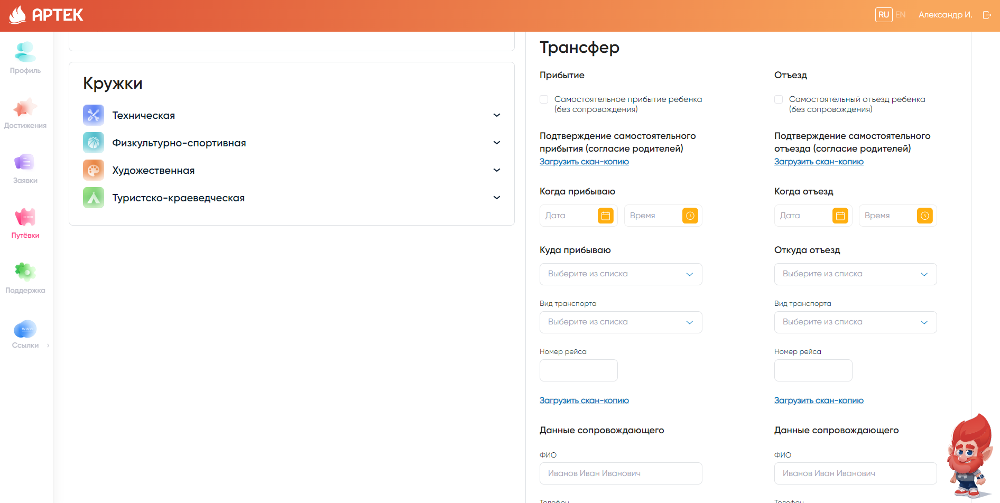 АРТЕК
RU EN Александр И.
Профиль
Достижения
Заявки
Путёвки
Поддержка
www
Ссылки
Кружки
Техническая
Физкультурно-спортивная
Художественная
Туристско-краеведческая
Трансфер
Прибытие
Самостоятельное прибытие ребенка
(без сопровождения)
Подтверждение самостоятельного
прибытия (согласие родителей)
Загрузить скан-копию
Когда прибываю
Дата Время
Куда прибываю
Выберите из списка
Вид транспорта
Выберите из списка
Номер рейса
Загрузить скан-копию
Данные сопровождающего
ФИО
Иванов Иван Иванович
Телефон
Отъезд
Самостоятельный отъезд ребенка
(без сопровождения)
Подтверждение самостоятельного
отъезда (согласие родителей)
Загрузить скан-копию
Когда отъезд
Дата Время
Откуда отъезд
Выберите из списка
Вид транспорта
Выберите из списка
Номер рейса
Загрузить скан-копию
Данные сопровождающего
ФИО
Иванов Иван Иванович
Телефон